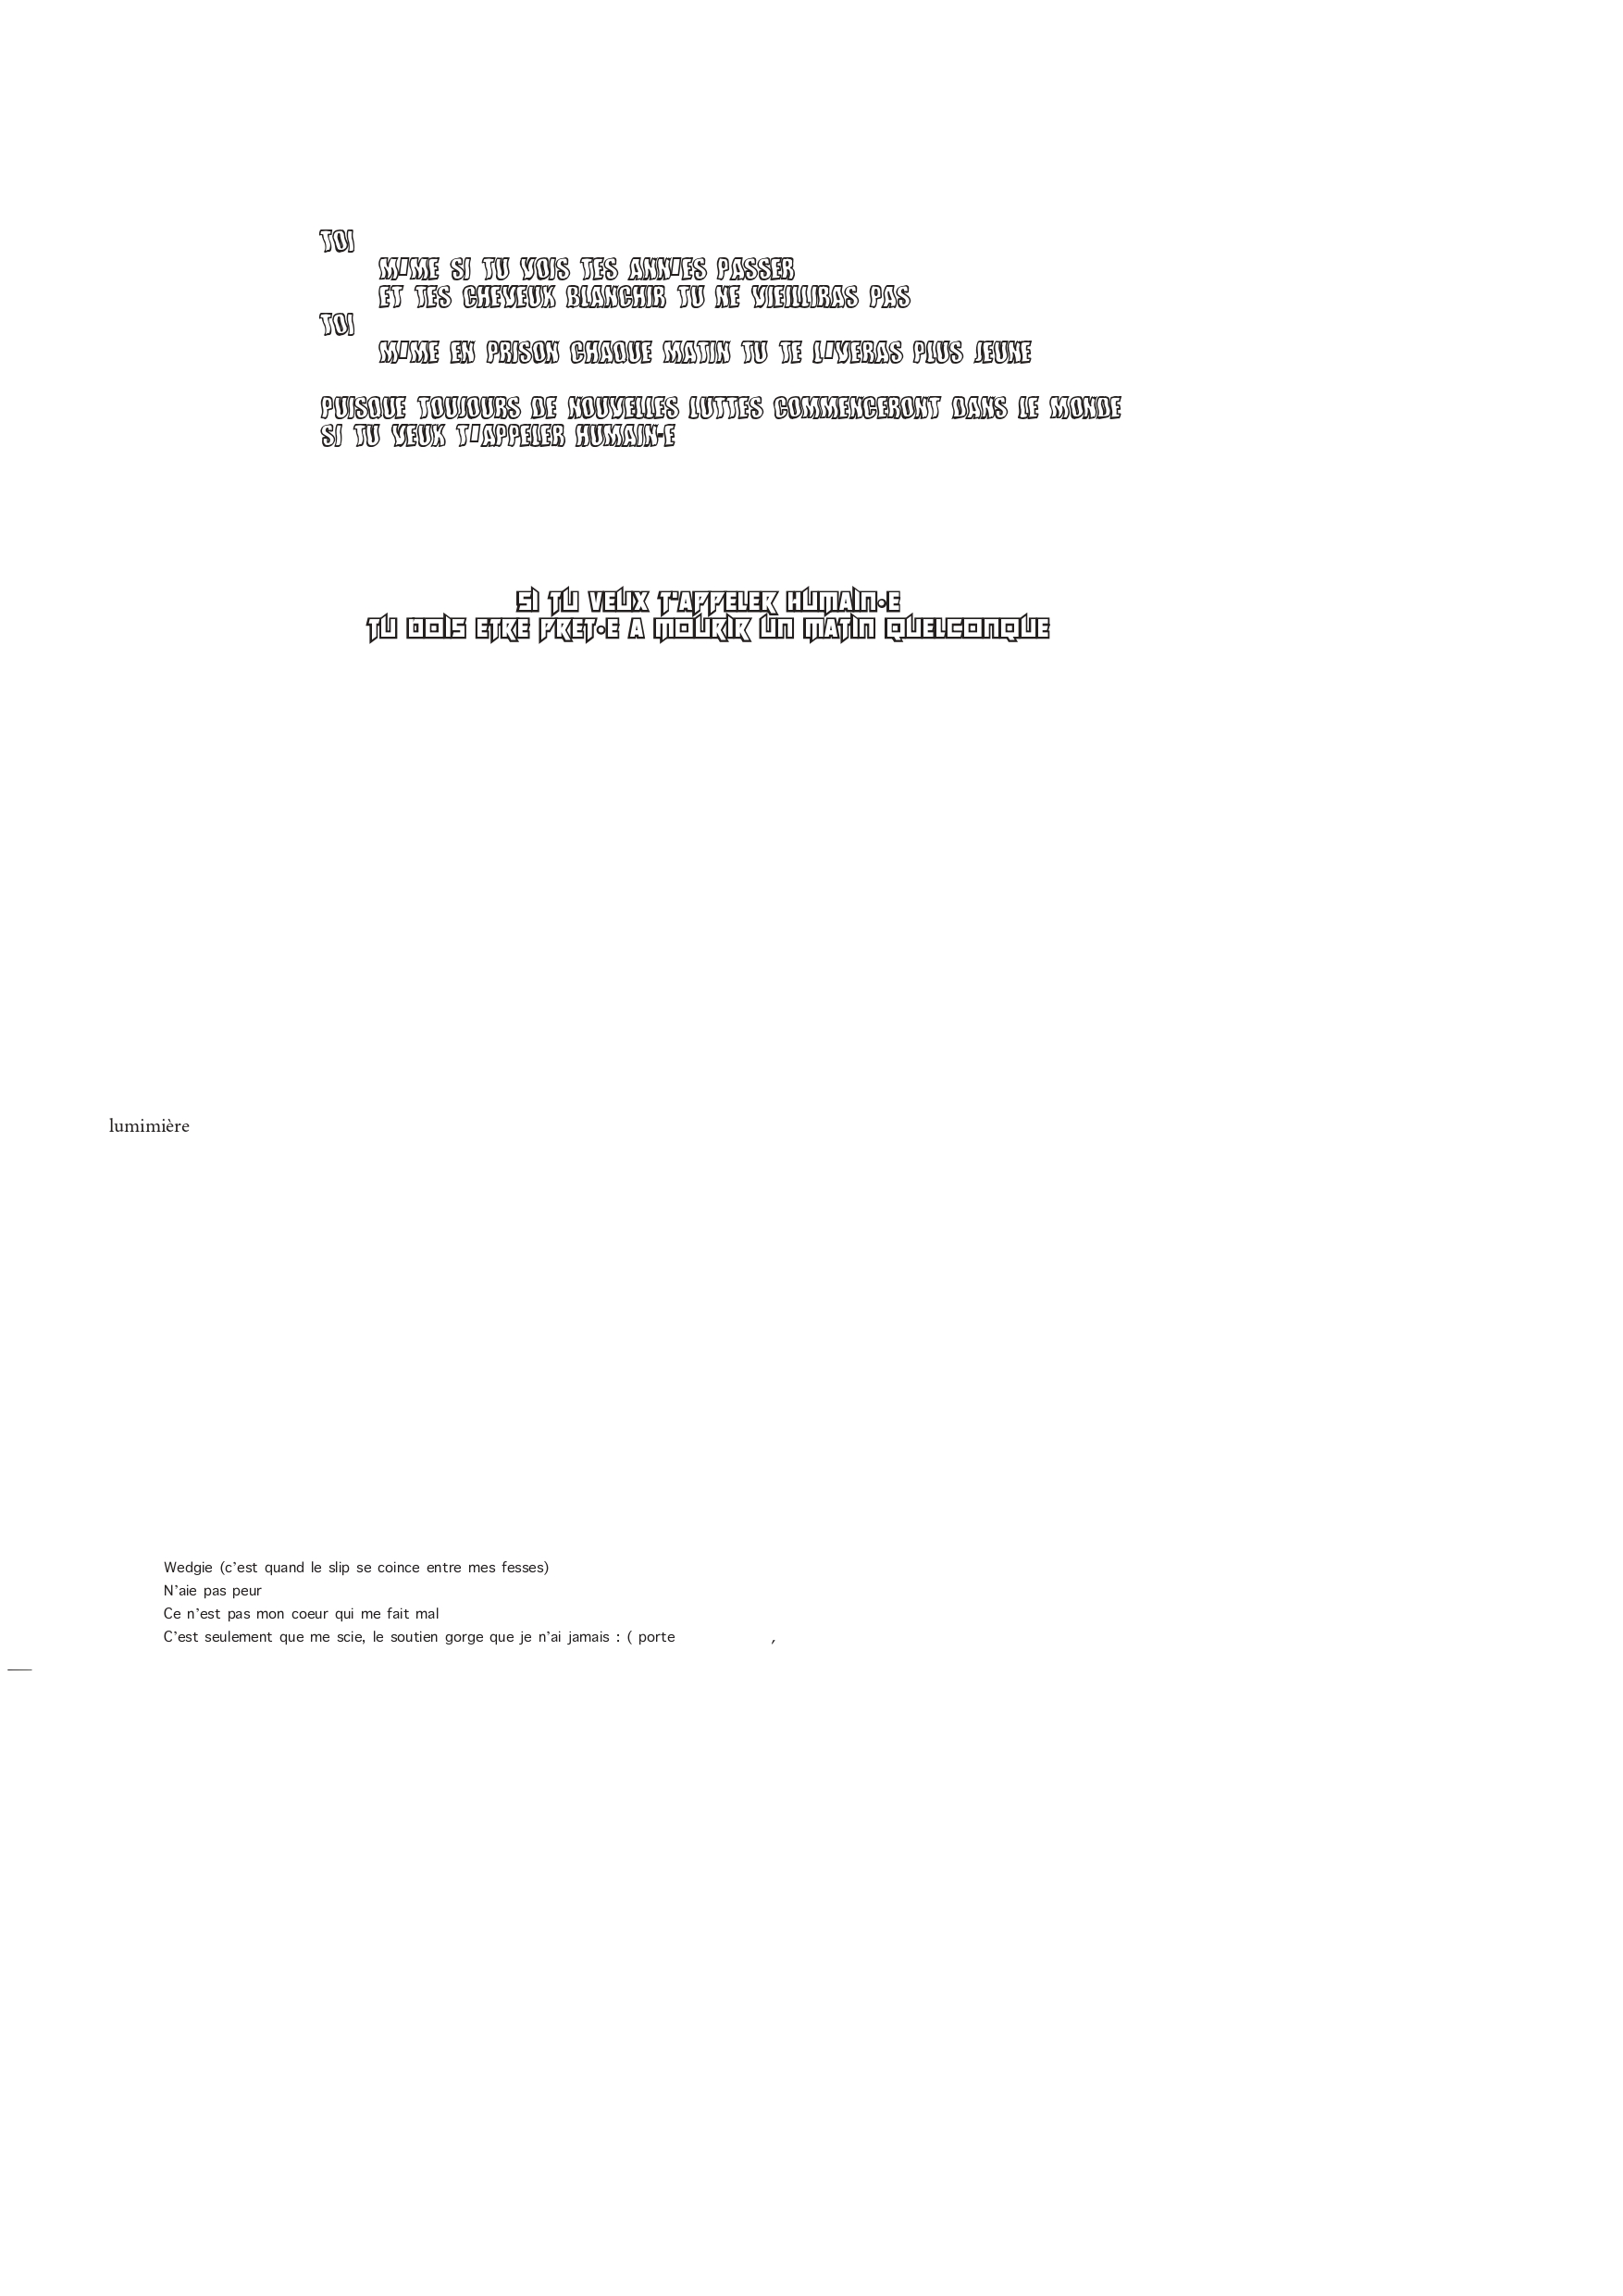 TOI
M▯ME SI TU VOIS TES ANN▯ES PASSER
ET TES CHEVEUX BLANCHIR TU NE VIEILLIRAS PAS
TOI
M▯ME EN PRISON CHAQUE MATIN TU TE L▯VERAS PLUS JEUNE
PUISQUE TOUJOURS DE NOUVELLES LUTTES COMMENCERONT DANS LE MONDE
SI TU VEUX T▯APPELER HUMAIN·E
SI TU VEUX T'APPELER HUMAIN•E
TU DOIS ETRE PRET•E A MOURIR UN MATIN QUELCONQUE
lumimière
Wedgie (c’est quand le slip se coince entre mes fesses)
N’aie pas peur
Ce n’est pas mon coeur qui me fait mal
C’est seulement que me scie, le soutien gorge que je n’ai jamais : ( porte ,